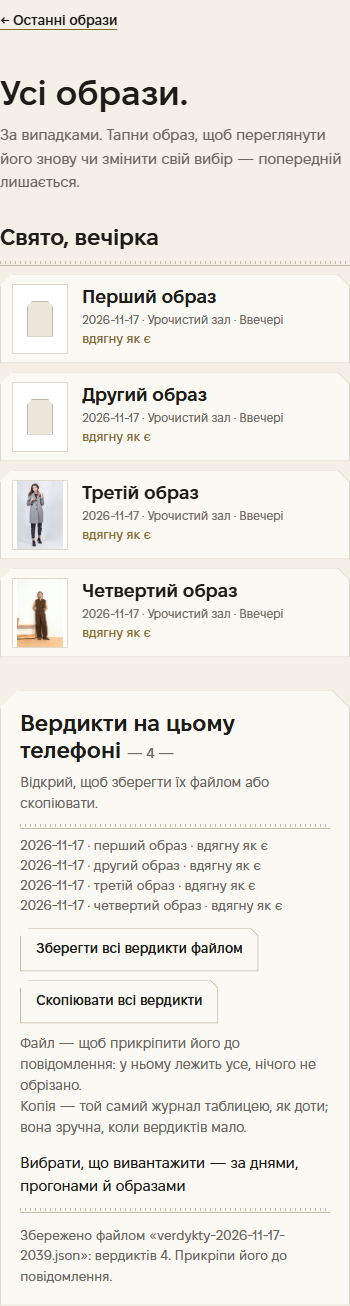 ← Останні образи
Усі образи.
За випадками. Тапни образ, щоб переглянути
його знову чи змінити свій вибір — попередній
лишається.
Свято, вечірка
Перший образ
2026-11-17 · Урочистий зал · Ввечері
вдягну як є
Другий образ
2026-11-17 · Урочистий зал · Ввечері
вдягну як є
Третій образ
2026-11-17 · Урочистий зал · Ввечері
вдягну як є
Четвертий образ
2026-11-17 · Урочистий зал · Ввечері
вдягну як є
Вердикти на цьому
телефоні — 4 —
Відкрий, щоб зберегти їх файлом або
скопіювати.
2026-11-17 · перший образ · вдягну як є
2026-11-17 · другий образ · вдягну як є
2026-11-17 · третій образ · вдягну як є
2026-11-17 · четвертий образ · вдягну як є
Зберегти всі вердикти файлом
Скопіювати всі вердикти
Файл — щоб прикріпити його до
повідомлення: у ньому лежить усе, нічого не
обрізано.
Копія — той самий журнал таблицею, як доти;
вона зручна, коли вердиктів мало.
Вибрати, що вивантажити — за днями,
прогонами й образами
Збережено файлом «verdykty-2026-11-17-
2039.json»: вердиктів 4. Прикріпи його до
повідомлення.